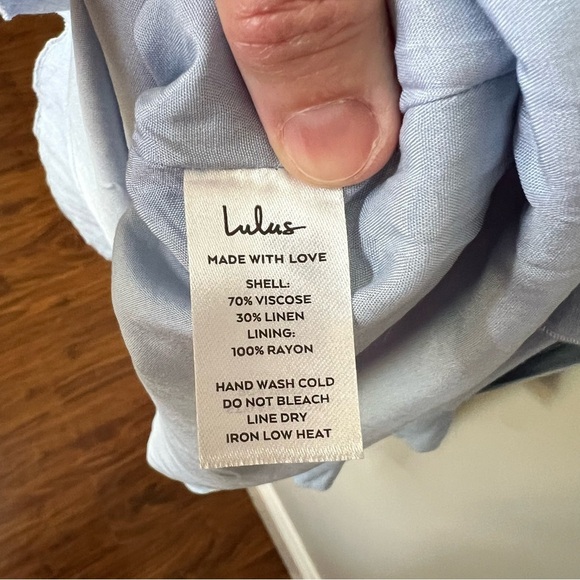 Lulus
MADE WITH LOVE
SHELL:
70% VISCOSE
30% LINEN
LINING:
100% RAYON
HAND WASH COLD
DO NOT BLEACH
LINE DRY
IRON LOW HEAT